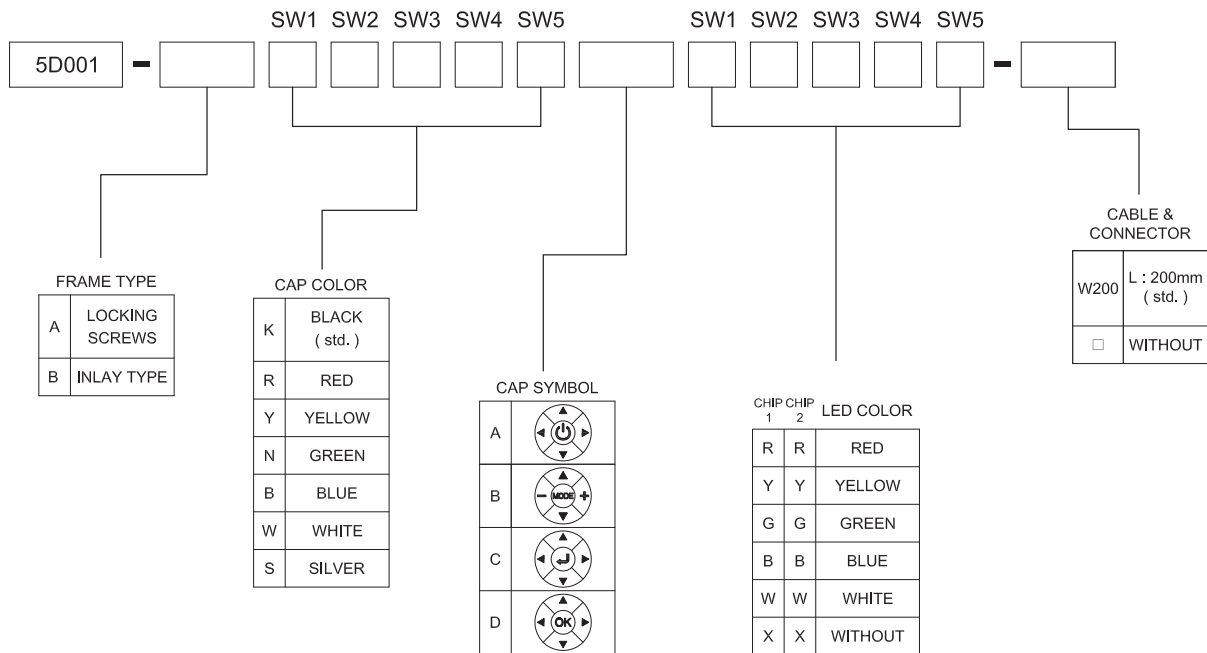 SW1 SW2 SW3 SW4 SW5 SW1 SW2 SW3 SW4 SW5
5D001 - -
FRAME TYPE
A LOCKING SCREWS
B INLAY TYPE
CAP COLOR
K BLACK ( std. )
R RED
Y YELLOW
N GREEN
B BLUE
W WHITE
S SILVER
CAP SYMBOL
A
B - MODE +
C
D OK
CHIP 1 CHIP 2 LED COLOR
R R RED
Y Y YELLOW
G G GREEN
B B BLUE
W W WHITE
X X WITHOUT
CABLE &
CONNECTOR
W200 L : 200mm ( std. )
□ WITHOUT